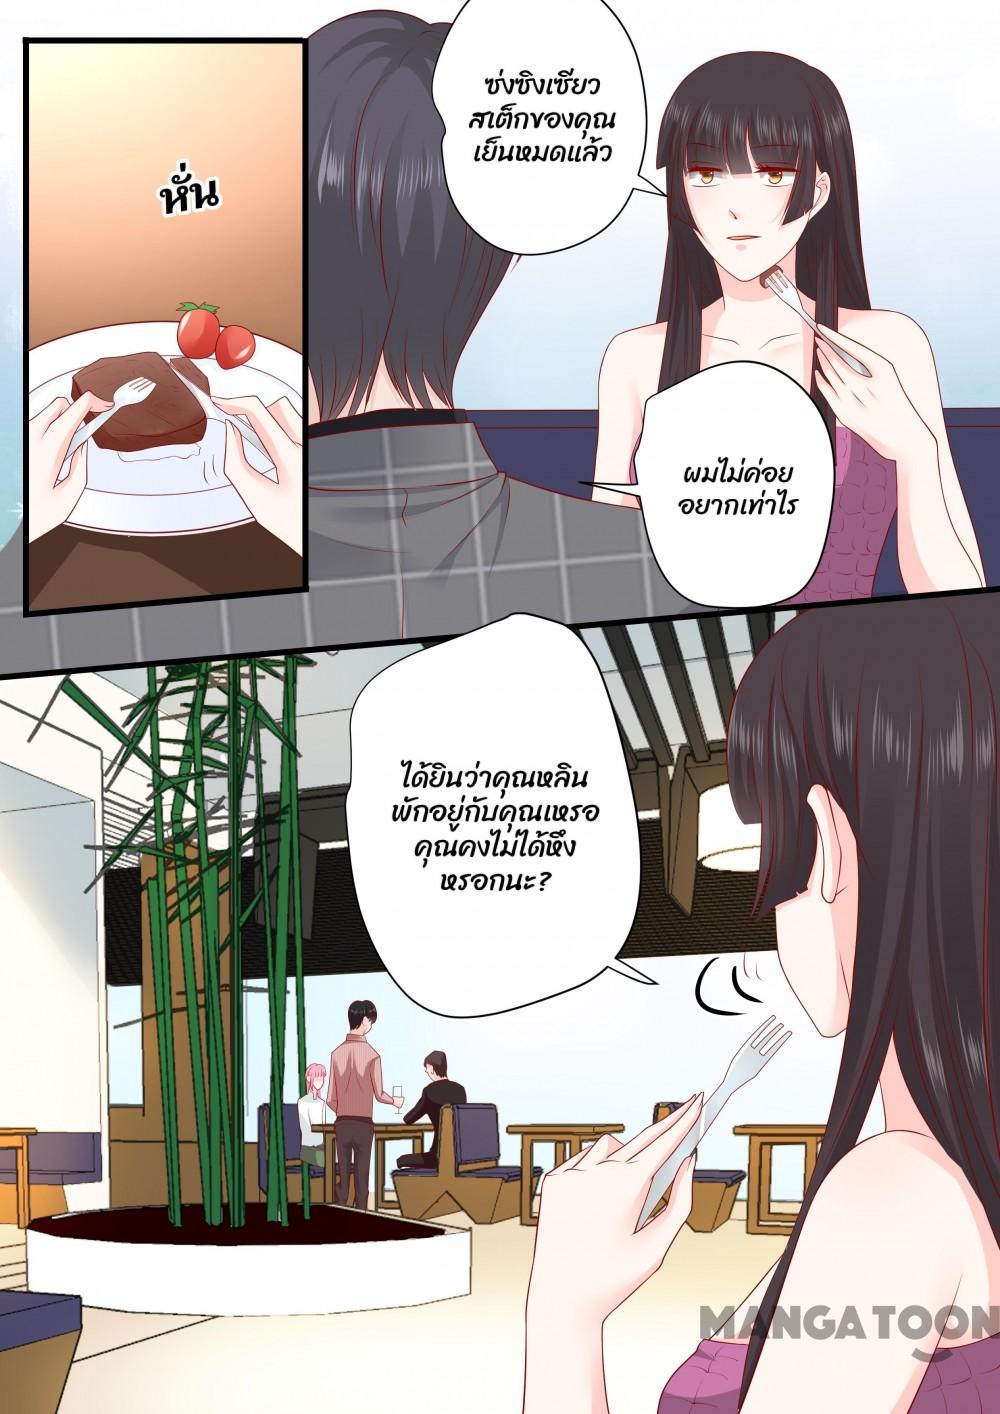 หั่น
ซ่งซิงเซียว
สเต็กของคุณ
เย็นหมดแล้ว
ผมไม่ค่อย
อยากเท่าไร
ได้ยินว่าคุณหลิน
พักอยู่กับคุณเหรอ
คุณคงไม่ได้หึง
หรอกนะ?
MANGATOON